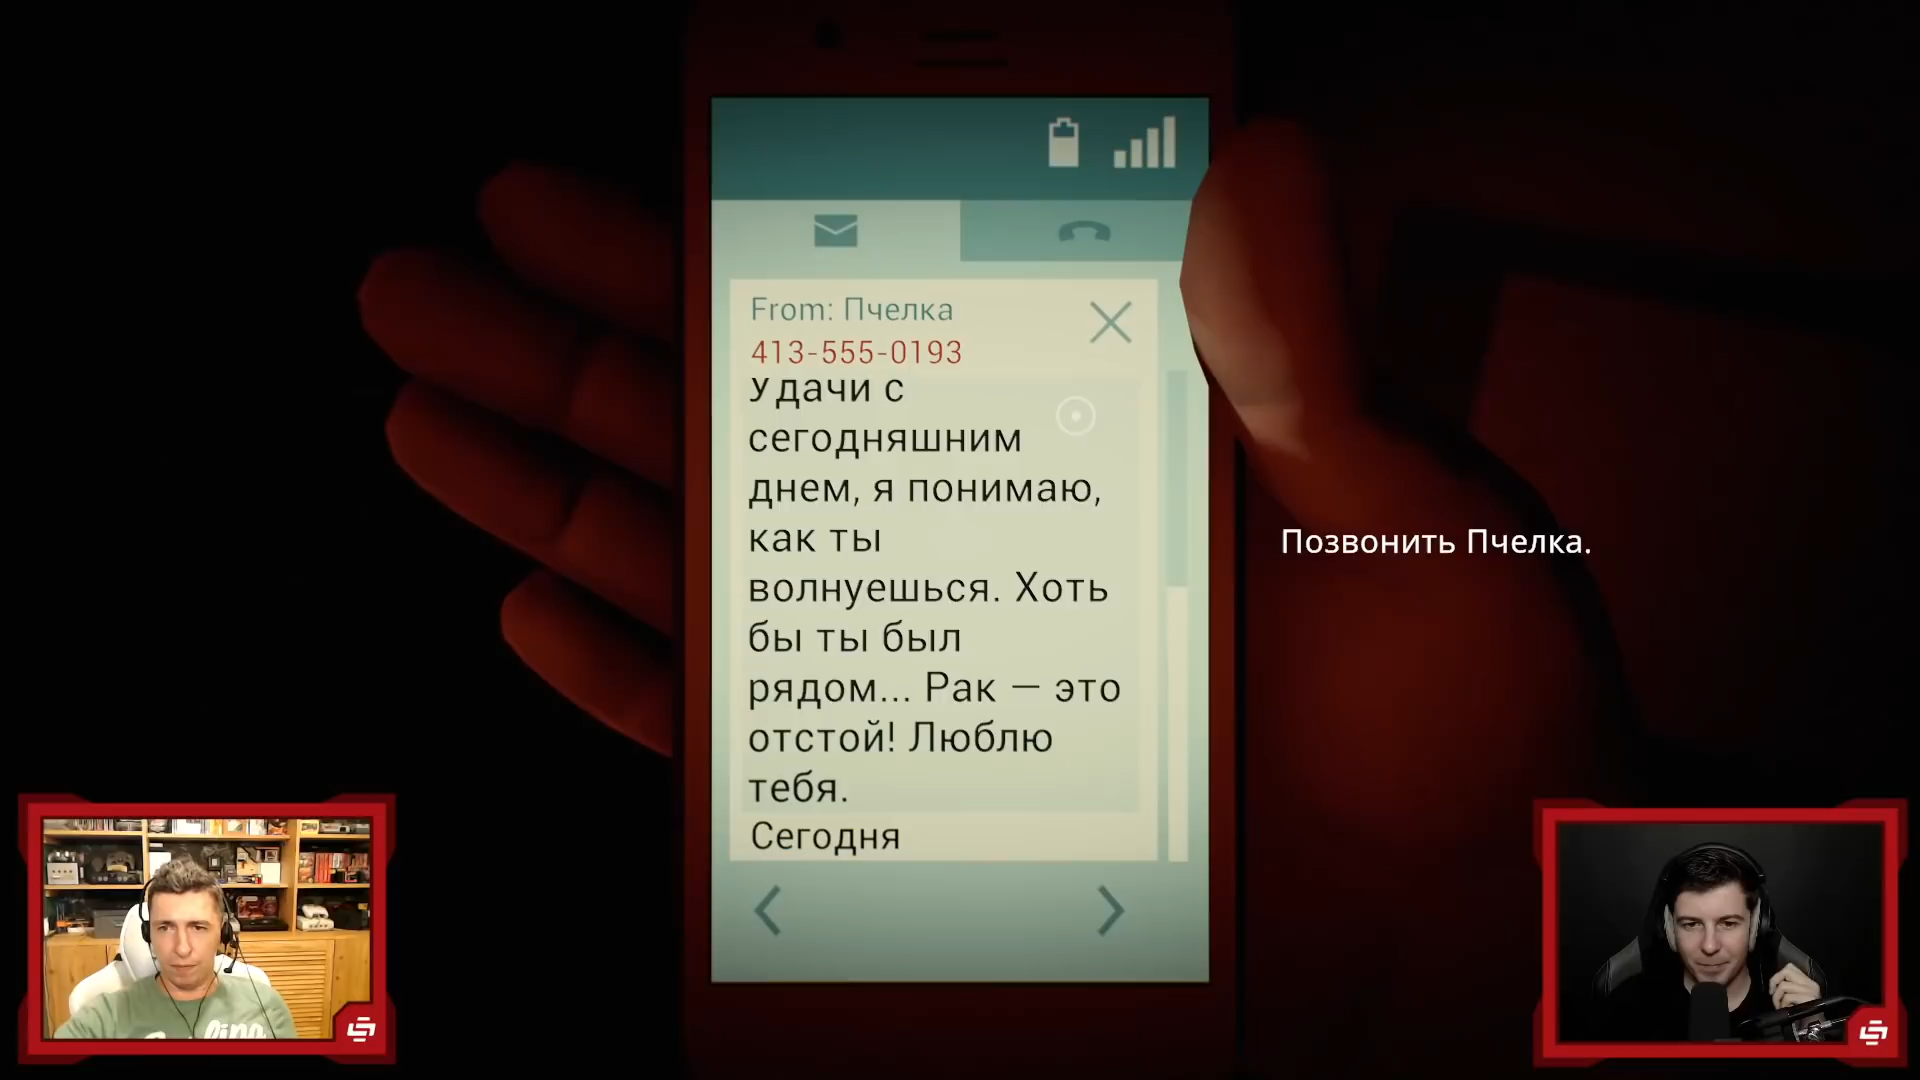 From: Пчелка
413-555-0193
Удачи с
сегодняшним
днем, я понимаю,
как ты
волнуешься. Хоть
бы ты был
рядом... Рак — это
отстой! Люблю
тебя.
Сегодня
Позвонить Пчелка.